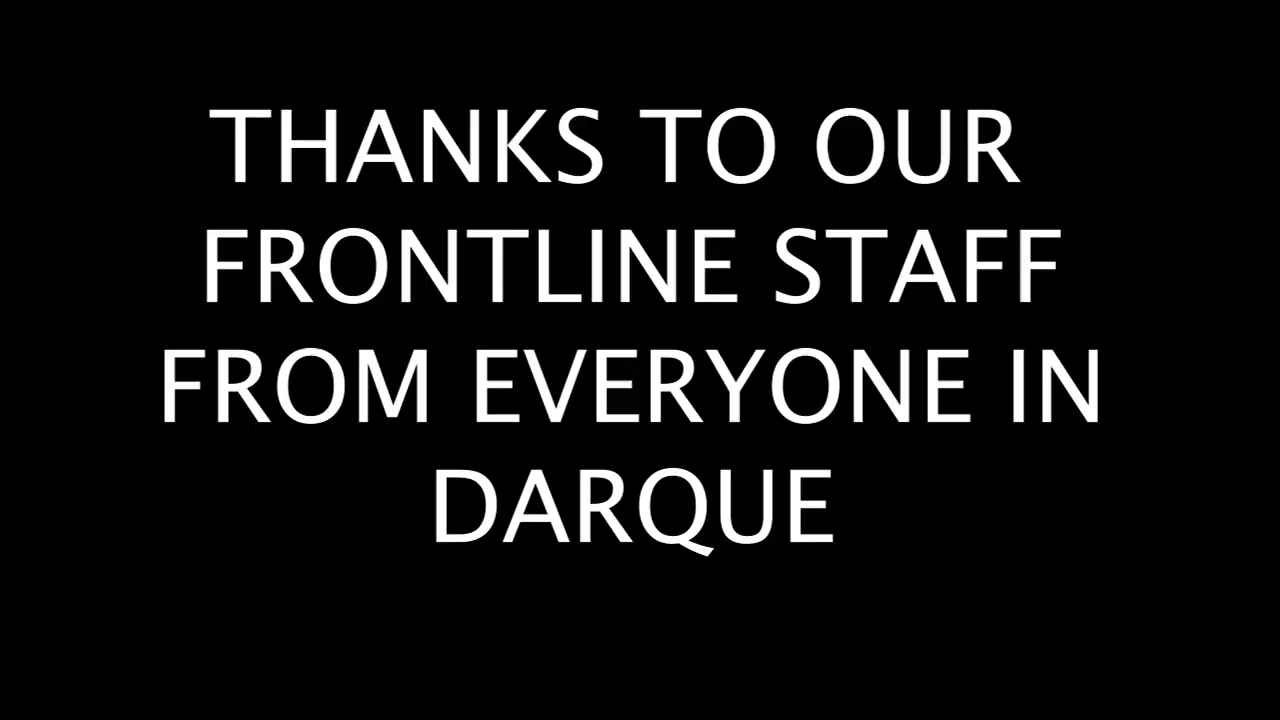 THANKS TO OUR
FRONTLINE STAFF
FROM EVERYONE IN
DARQUE